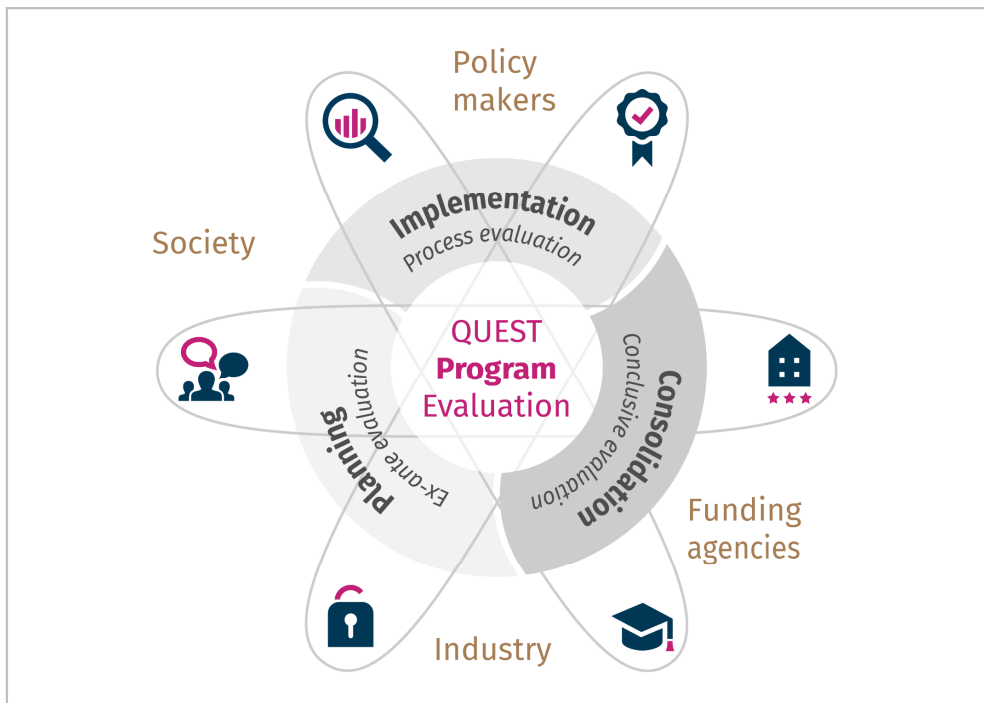 Policy
makers
Society
Implementation
Process evaluation
QUEST
Program
Evaluation
Planning
Ex-ante evaluation
Consolidation
Conclusive evaluation
Funding
agencies
Industry